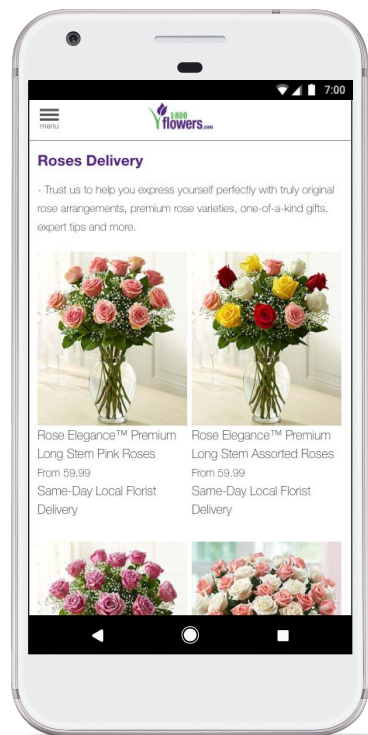 7:00
menu
1800
flowers.com
Roses Delivery
- Trust us to help you express yourself perfectly with truly original
rose arrangements, premium rose varieties, one-of-a-kind gifts,
expert tips and more.
Rose Elegance™ Premium
Long Stem Pink Roses
From 59.99
Same-Day Local Florist
Delivery
Rose Elegance™ Premium
Long Stem Assorted Roses
From 59.99
Same-Day Local Florist
Delivery